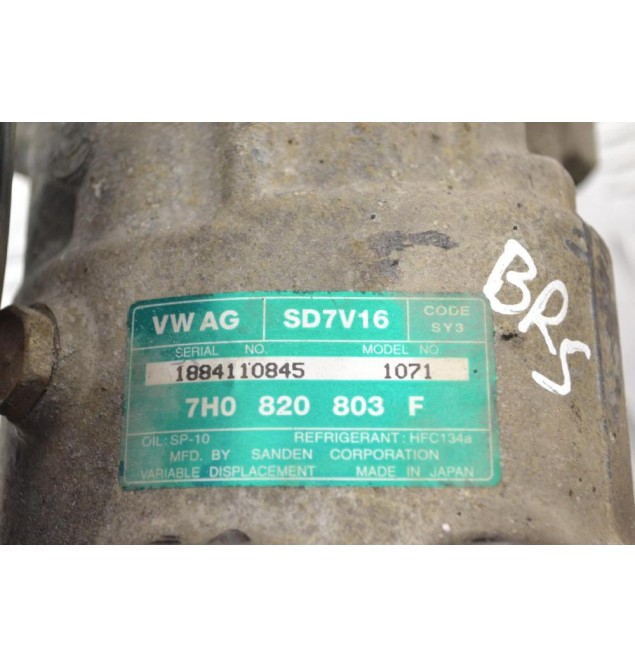 VW AG SD7V16 CODE SY3
SERIAL NO. MODEL NO
1884110845 1071
7H0 820 803 F
OIL: SP-10 REFRIGERANT: HFC134a
MFD. BY SANDEN CORPORATION
VARIABLE DISPLACEMENT MADE IN JAPAN
BRS